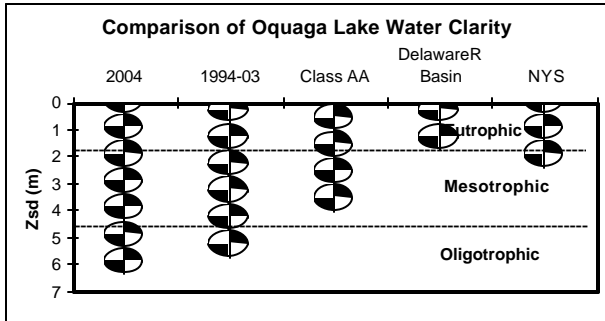 Comparison of Oquaga Lake Water Clarity
2004 1994-03 Class AA DelawareR Basin NYS
0
1
2
3
4
5
6
7
Zsd (m)
Eutrophic
Mesotrophic
Oligotrophic